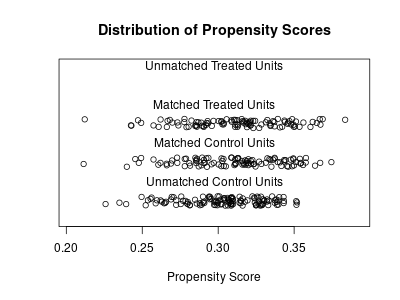 Distribution of Propensity Scores
Unmatched Treated Units
Matched Treated Units
Matched Control Units
Unmatched Control Units
0.20 0.25 0.30 0.35
Propensity Score